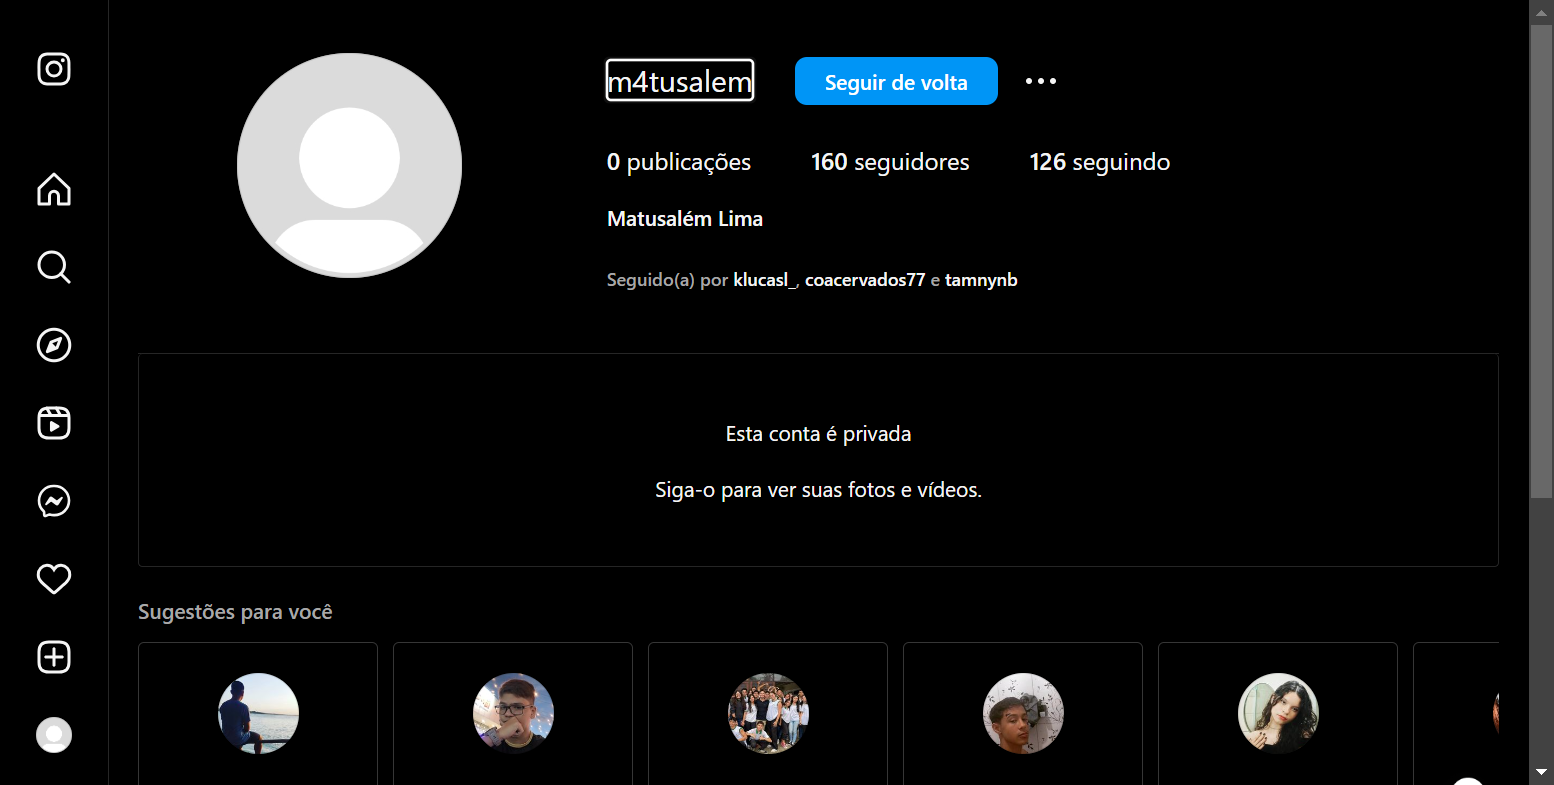 m4tusalem
Seguir de volta
0 publicações 160 seguidores 126 seguindo
Matusalém Lima
Seguido(a) por klucasl_, coacervados77 e tamnynb
Esta conta é privada
Siga-o para ver suas fotos e vídeos.
Sugestões para você